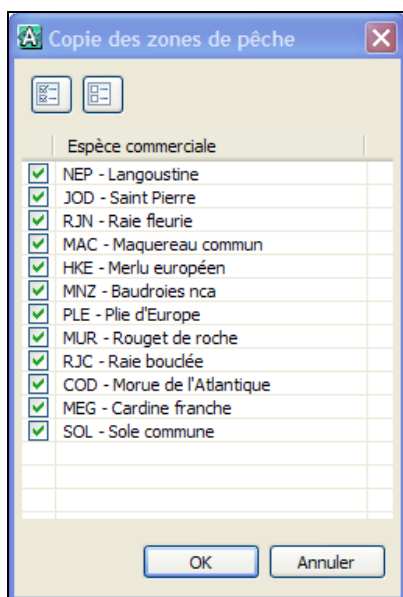 Copie des zones de pêche
Espèce commerciale
NEP - Langoustine
JOD - Saint Pierre
RJN - Raie fleurie
MAC - Maquereau commun
HKE - Merlu européen
MNZ - Baudroies nca
PLE - Plie d'Europe
MUR - Rouget de roche
RJC - Raie bouclée
COD - Morue de l'Atlantique
MEG - Cardine franche
SOL - Sole commune
OK Annuler